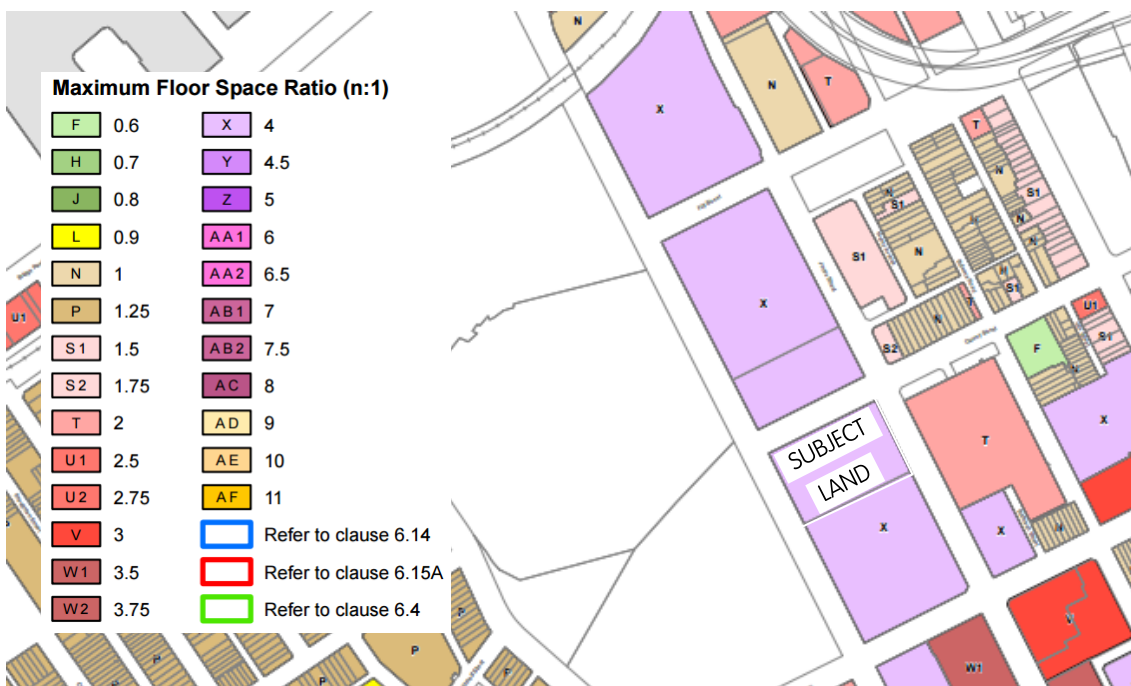 Maximum Floor Space Ratio (n:1)
F 0.6
H 0.7
J 0.8
L 0.9
N 1
P 1.25
S1 1.5
S2 1.75
T 2
U1 2.5
U2 2.75
V 3
W1 3.5
W2 3.75
X 4
Y 4.5
Z 5
AA1 6
AA2 6.5
AB1 7
AB2 7.5
AC 8
AD 9
AE 10
AF 11
Refer to clause 6.14
Refer to clause 6.15A
Refer to clause 6.4
N
X
N
T
T
N
S1
N
S1
N
S1
N
N
N
S1
X
N
S1
T
N
S2
U1
S1
F
N
X
T
X
SUBJECT
LAND
X
X
N
V
W1
U1
P
P
P
P
P
P